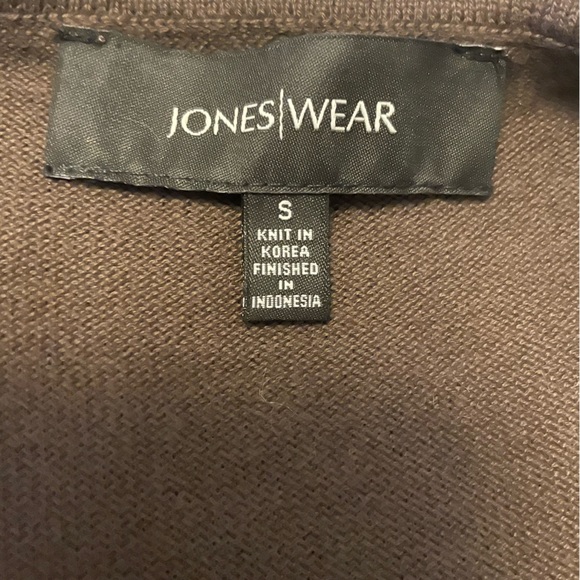 JONES|WEAR
S
KNIT IN
KOREA
FINISHED
IN
INDONESIA